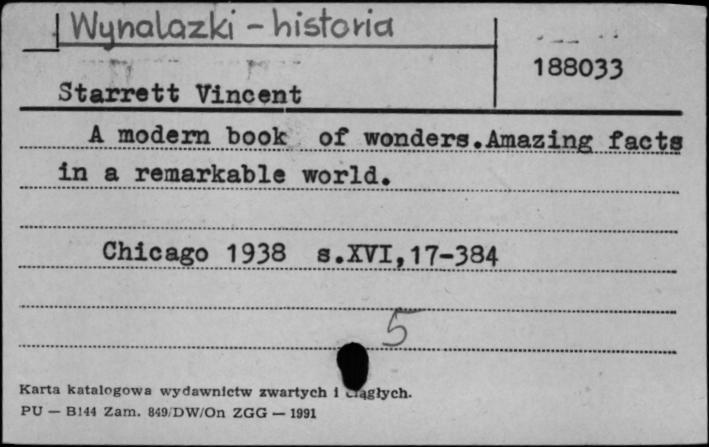 Wynalazki - historia
188033
Starrett Vincent
A modern book of wonders.Amazing facts
in a remarkable world.
Chicago 1938 s.XVI,17-384
5
Karta katalogowa wydawnictw zwartych i ciągłych.
PU — B144 Zam. 849/DW/On ZGG — 1991